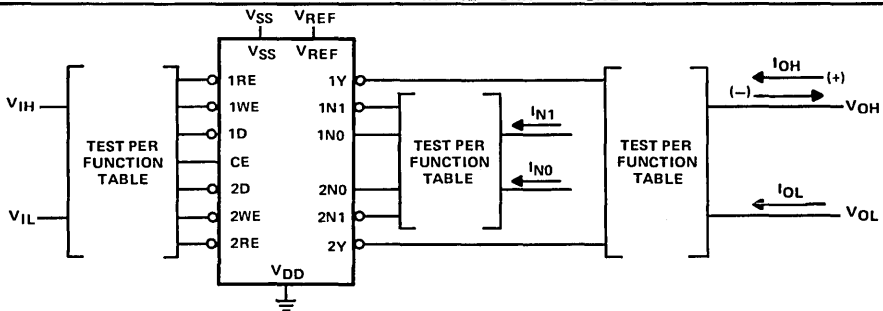 VSS VREF
VSS VREF
IOH
(+)
(−)
VIH
VOH
1RE 1Y
1WE 1N1
1D 1N0
CE
2D 2N0
2WE 2N1
2RE 2Y
VDD
IN1
IN0
TEST PER
FUNCTION
TABLE
TEST PER
FUNCTION
TABLE
TEST PER
FUNCTION
TABLE
VIL
IOL
VOL